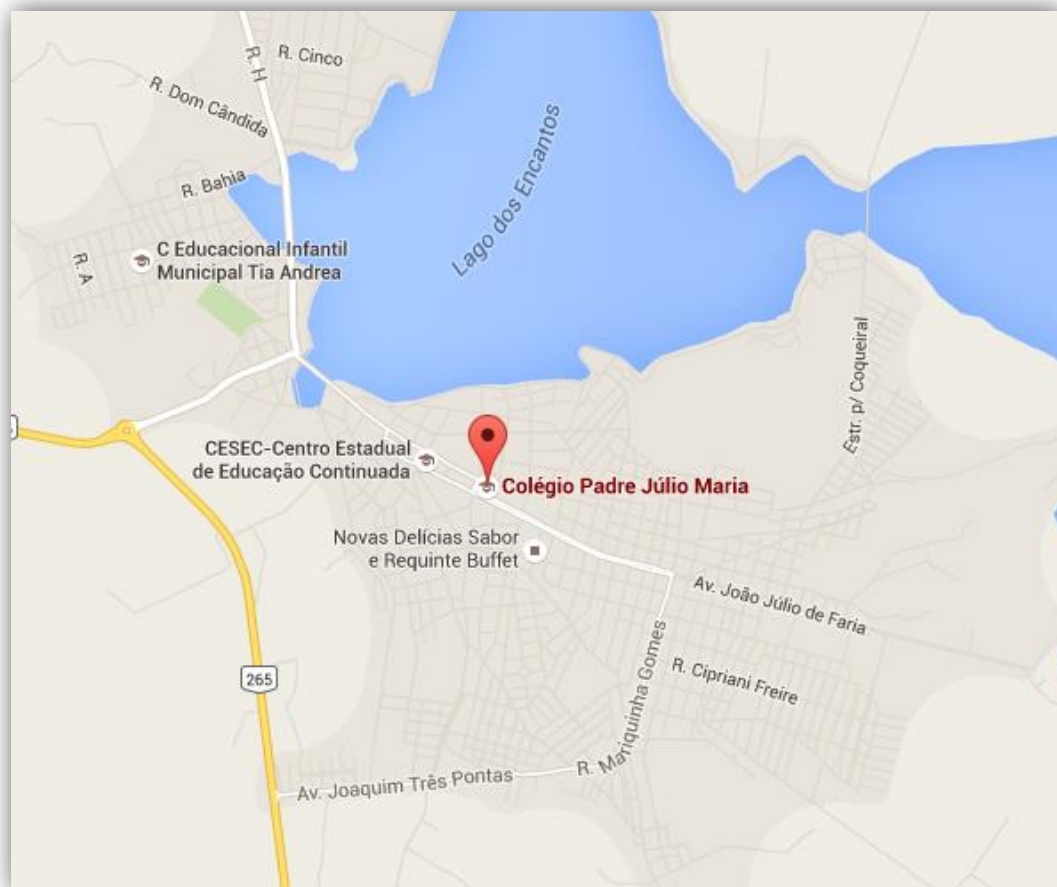 R. H
R. Cinco
R. Dom Cândida
R. Bahia
R. A
C Educacional Infantil
Municipal Tia Andrea
Lago dos Encantos
Estr. p/ Coqueiral
CESEC-Centro Estadual
de Educação Continuada
Colégio Padre Júlio Maria
Novas Delícias Sabor
e Requinte Buffet
Av. João Júlio de Faria
R. Cipriani Freire
R. Mariquinha Gomes
265
Av. Joaquim Três Pontas